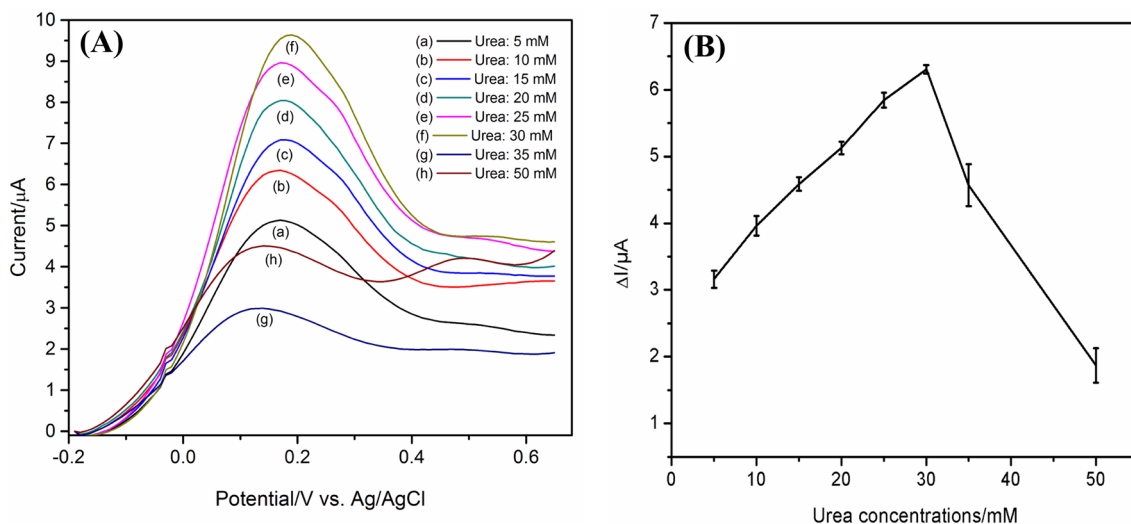 (A)
10
9
8
7
6
5
4
3
2
1
0
Current/μA
(a) Urea: 5 mM
(b) Urea: 10 mM
(c) Urea: 15 mM
(d) Urea: 20 mM
(e) Urea: 25 mM
(f) Urea: 30 mM
(g) Urea: 35 mM
(h) Urea: 50 mM
(f)
(e)
(d)
(c)
(b)
(a)
(h)
(g)
-0.2 0.0 0.2 0.4 0.6
Potential/V vs. Ag/AgCl
(B)
7
6
5
4
3
2
1
ΔI/μA
0 10 20 30 40 50
Urea concentrations/mM